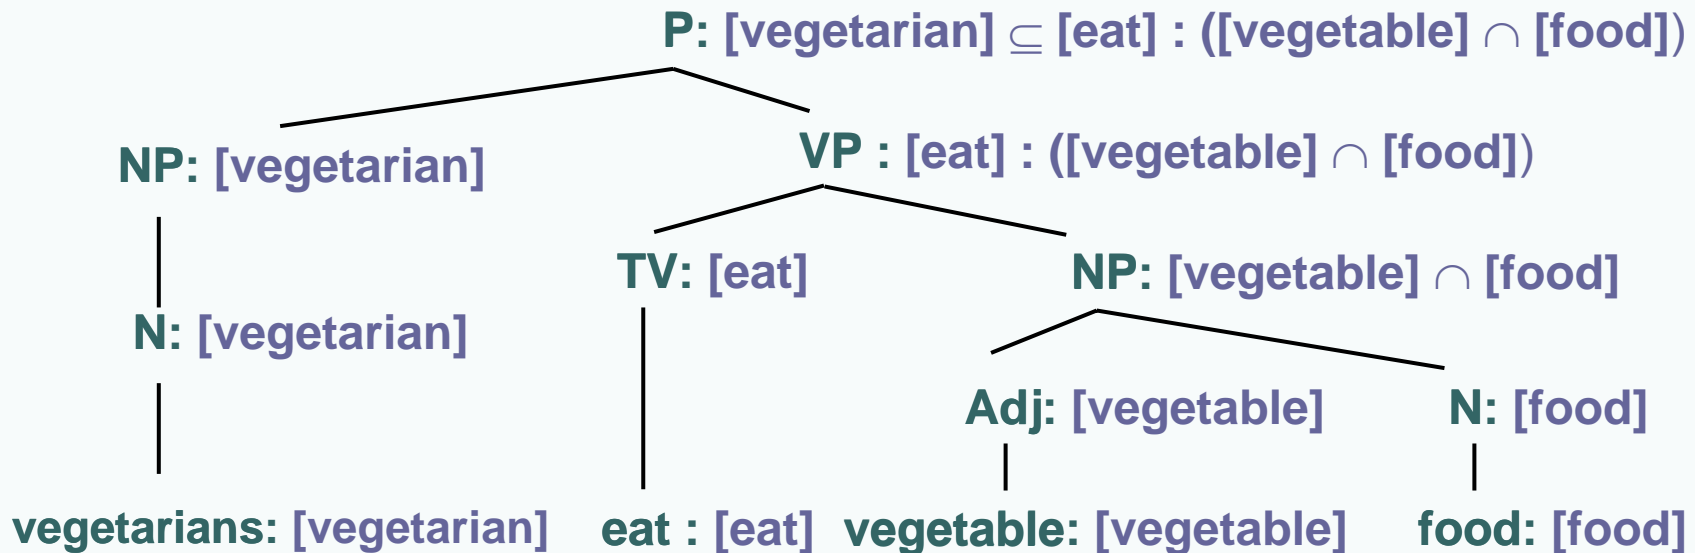 P: [vegetarian] ⊆ [eat] : ([vegetable] ∩ [food])
NP: [vegetarian]
VP : [eat] : ([vegetable] ∩ [food])
TV: [eat]
NP: [vegetable] ∩ [food]
N: [vegetarian]
Adj: [vegetable]
N: [food]
vegetarians: [vegetarian]
eat : [eat]
vegetable: [vegetable]
food: [food]